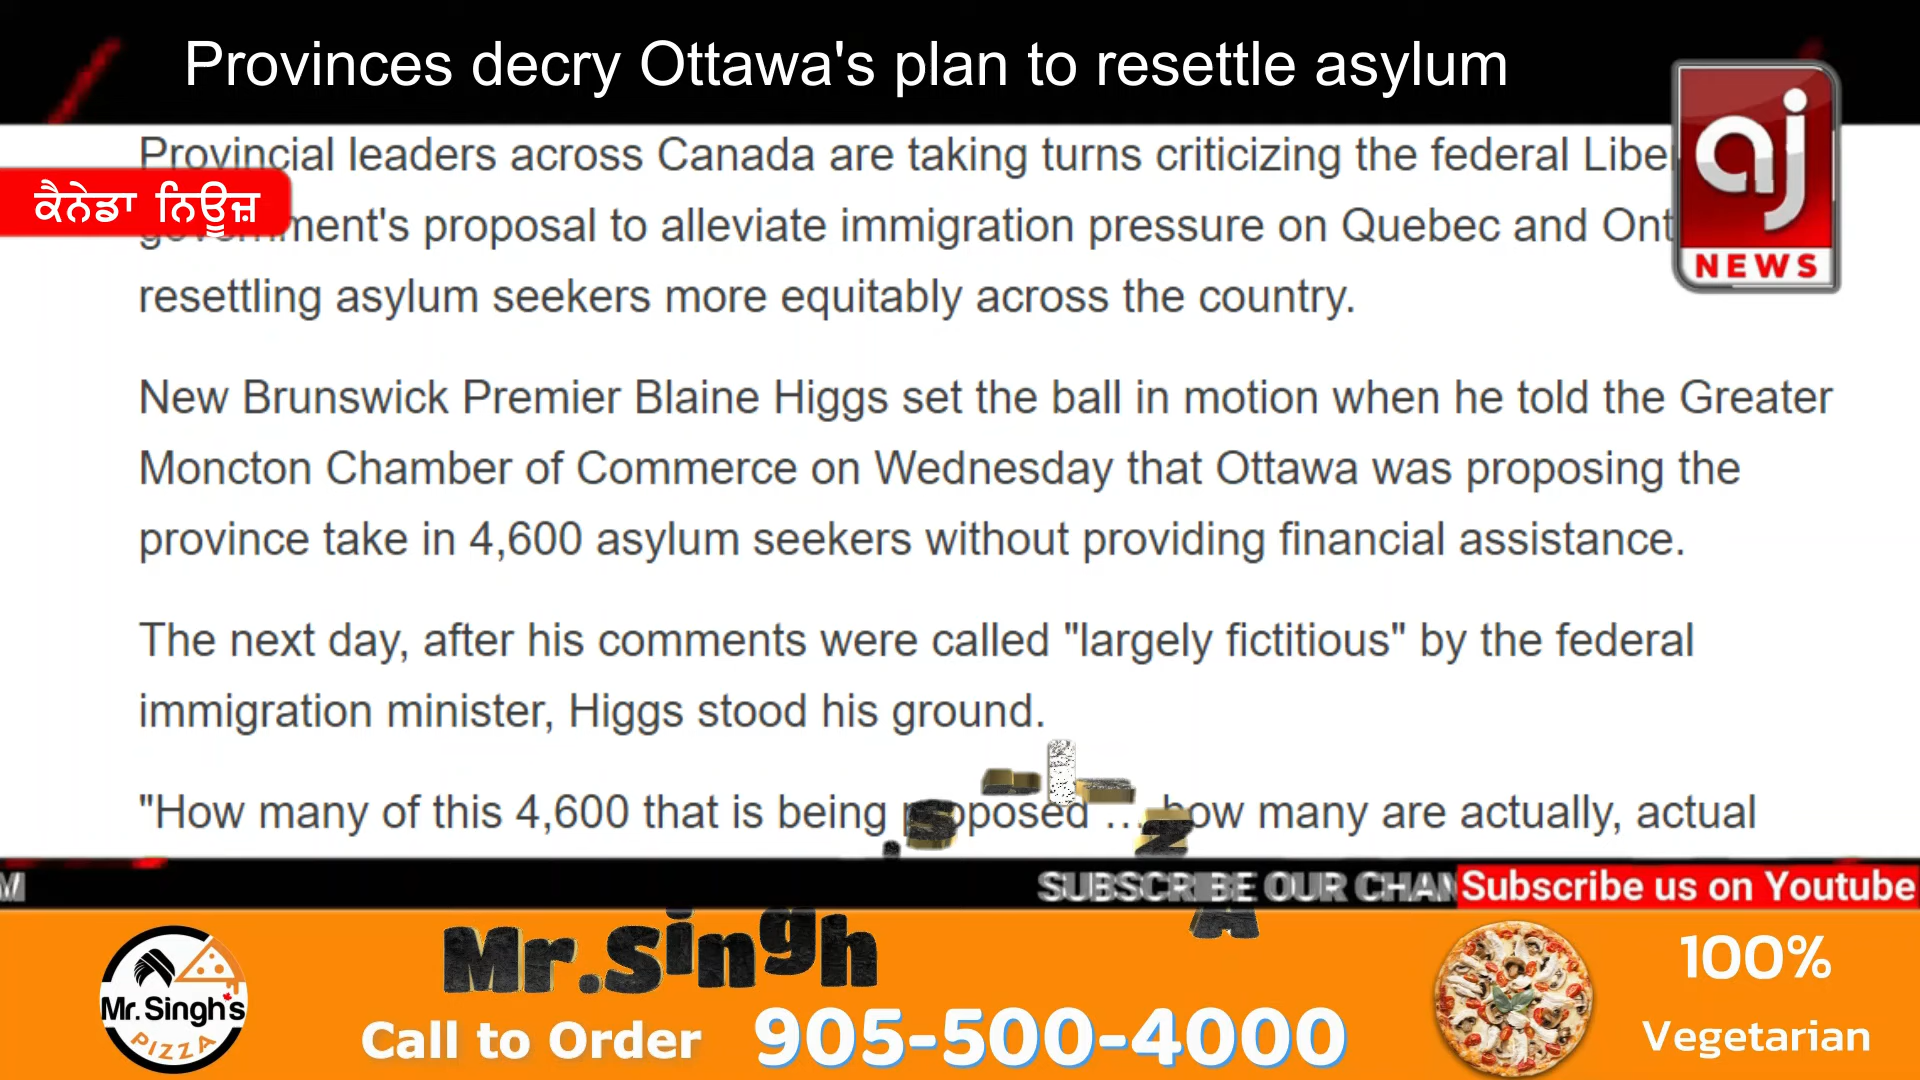 Provinces decry Ottawa's plan to resettle asylum
Provincial leaders across Canada are taking turns criticizing the federal Liber
aj
NEWS
ਕੈਨੇਡਾ ਨਿਊਜ਼
government's proposal to alleviate immigration pressure on Quebec and Ont
resettling asylum seekers more equitably across the country.
New Brunswick Premier Blaine Higgs set the ball in motion when he told the Greater
Moncton Chamber of Commerce on Wednesday that Ottawa was proposing the
province take in 4,600 asylum seekers without providing financial assistance.
The next day, after his comments were called "largely fictitious" by the federal
immigration minister, Higgs stood his ground.
"How many of this 4,600 that is being proposed … how many are actually, actual
M
SUBSCRIBE OUR CHAN
Subscribe us on Youtube
Mr. Singh's
PIZZA
Mr.Singh
's
Z
A
Call to Order 905-500-4000
100%
Vegetarian